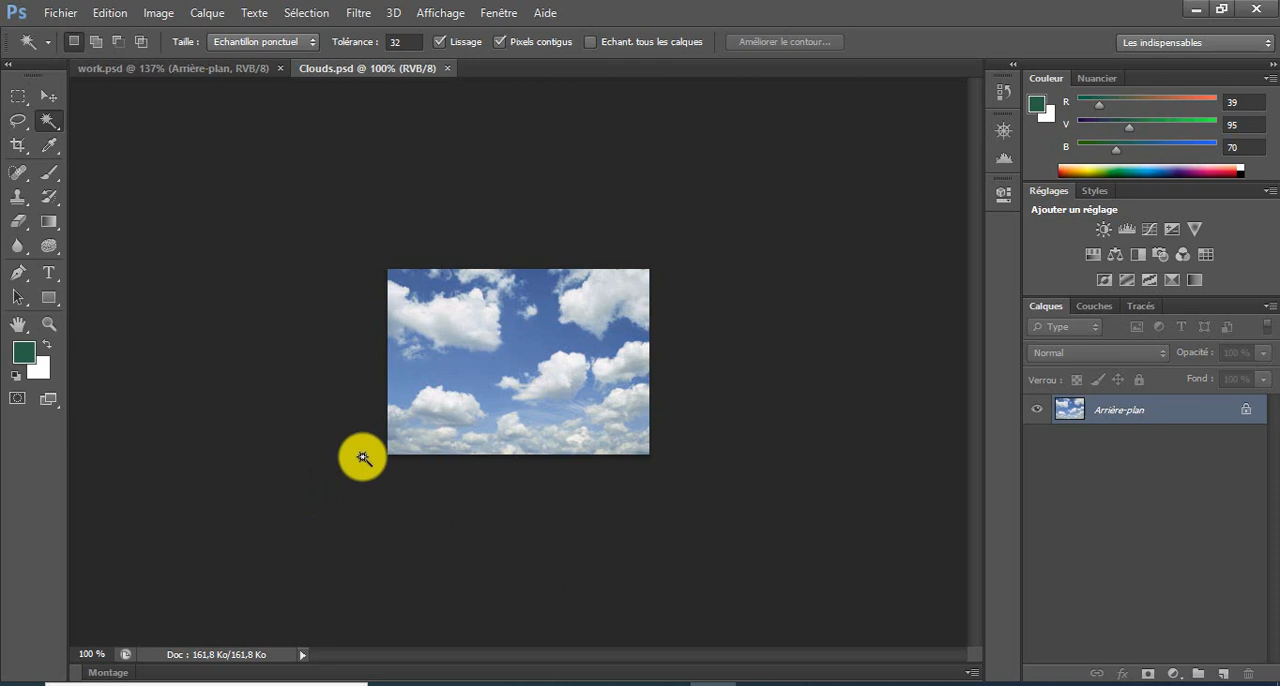 Ps Fichier Edition Image Calque Texte Sélection Filtre 3D Affichage Fenêtre Aide
Taille : Echantillon ponctuel Tolérance : 32 Lissage Pixels contigus Echant. tous les calques Améliorer le contour... Les indispensables
work.psd @ 137% (Arrière-plan, RVB/8) × Clouds.psd @ 100% (RVB/8) ×
Couleur Nuancier
R 39
V 95
B 70
Réglages Styles
Ajouter un réglage
Calques Couches Tracés
Type
Normal Opacité : 100 %
Verrou : Fond : 100 %
Arrière-plan
100 % Doc : 161,8 Ko/161,8 Ko
Montage
fx